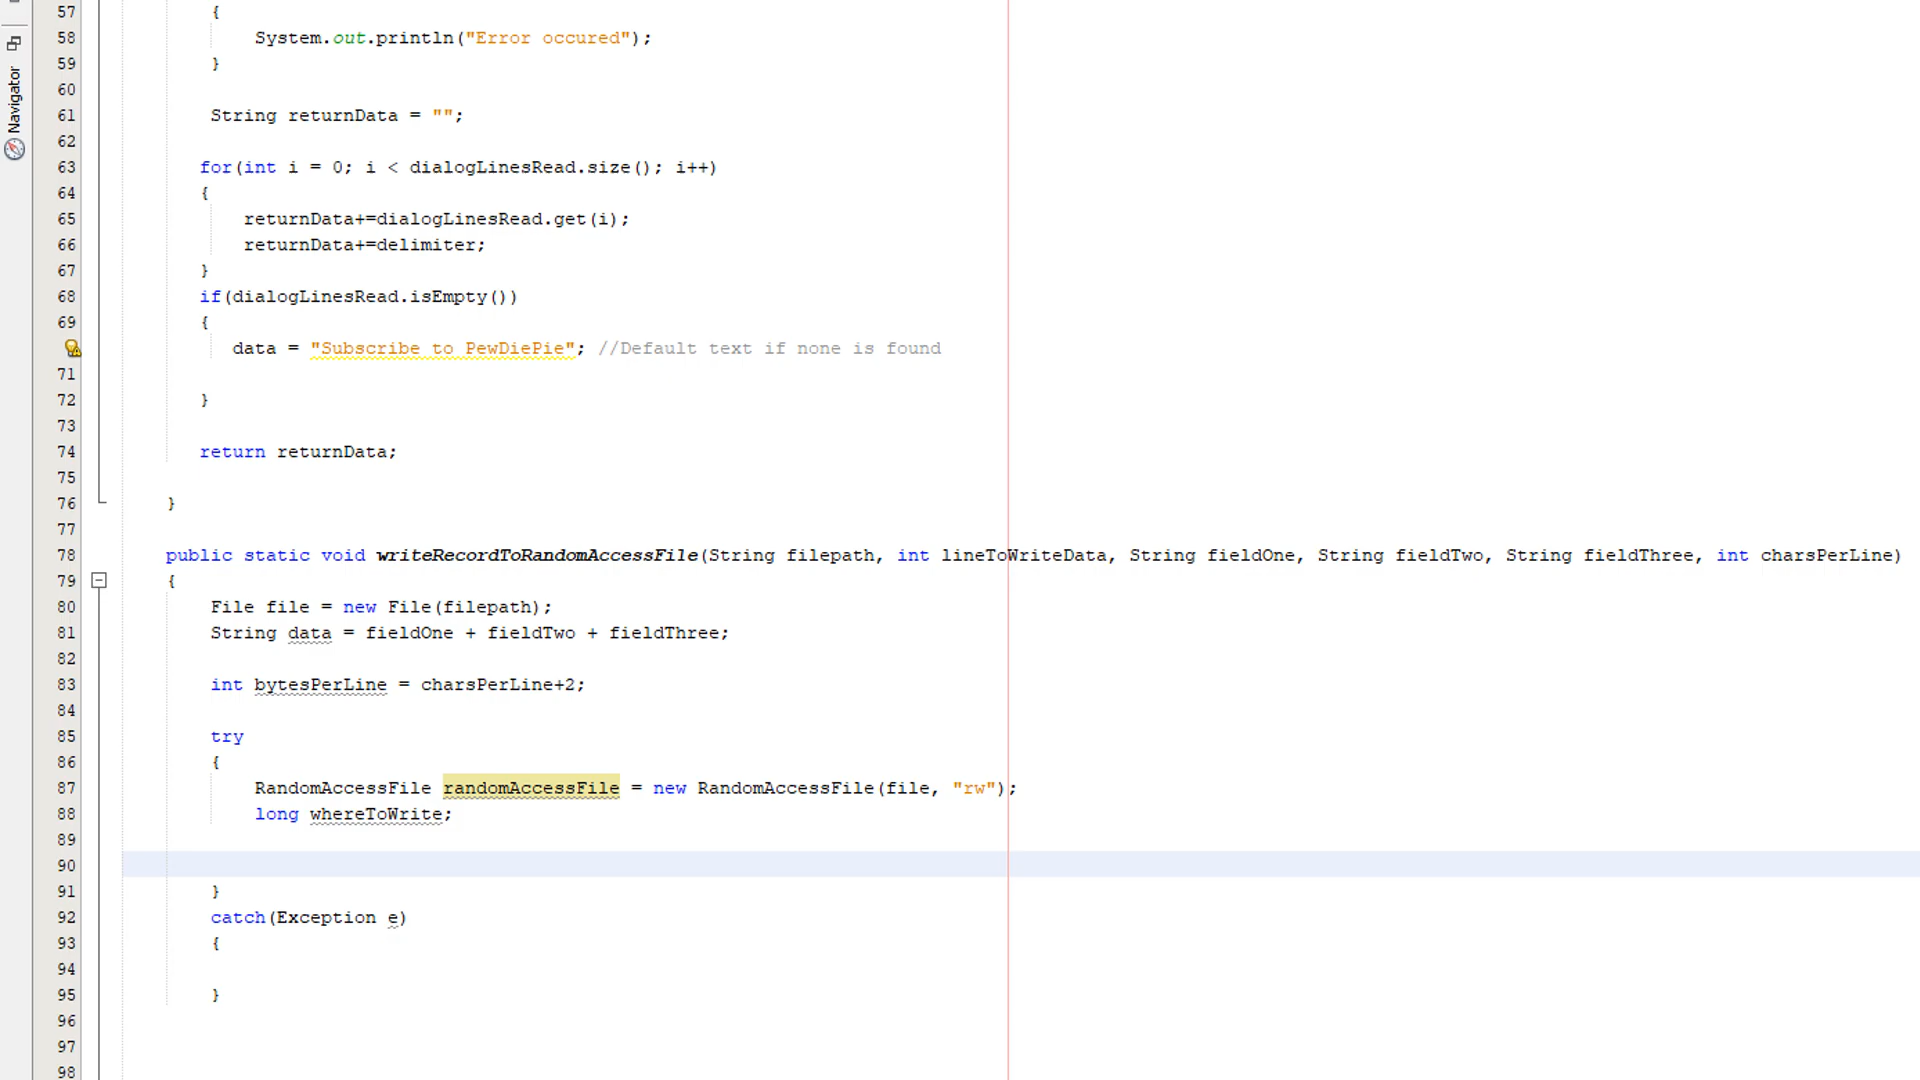 Navigator
57 {
58 System.out.println("Error occured");
59 }
60
61 String returnData = "";
62
63 for(int i = 0; i < dialogLinesRead.size(); i++)
64 {
65 returnData+=dialogLinesRead.get(i);
66 returnData+=delimiter;
67 }
68 if(dialogLinesRead.isEmpty())
69 {
data = "Subscribe to PewDiePie"; //Default text if none is found
71
72 }
73
74 return returnData;
75
76 }
77
78 public static void writeRecordToRandomAccessFile(String filepath, int lineToWriteData, String fieldOne, String fieldTwo, String fieldThree, int charsPerLine)
79 {
80 File file = new File(filepath);
81 String data = fieldOne + fieldTwo + fieldThree;
82
83 int bytesPerLine = charsPerLine+2;
84
85 try
86 {
87 RandomAccessFile randomAccessFile = new RandomAccessFile(file, "rw");
88 long whereToWrite;
89
90
91 }
92 catch(Exception e)
93 {
94
95 }
96
97
98